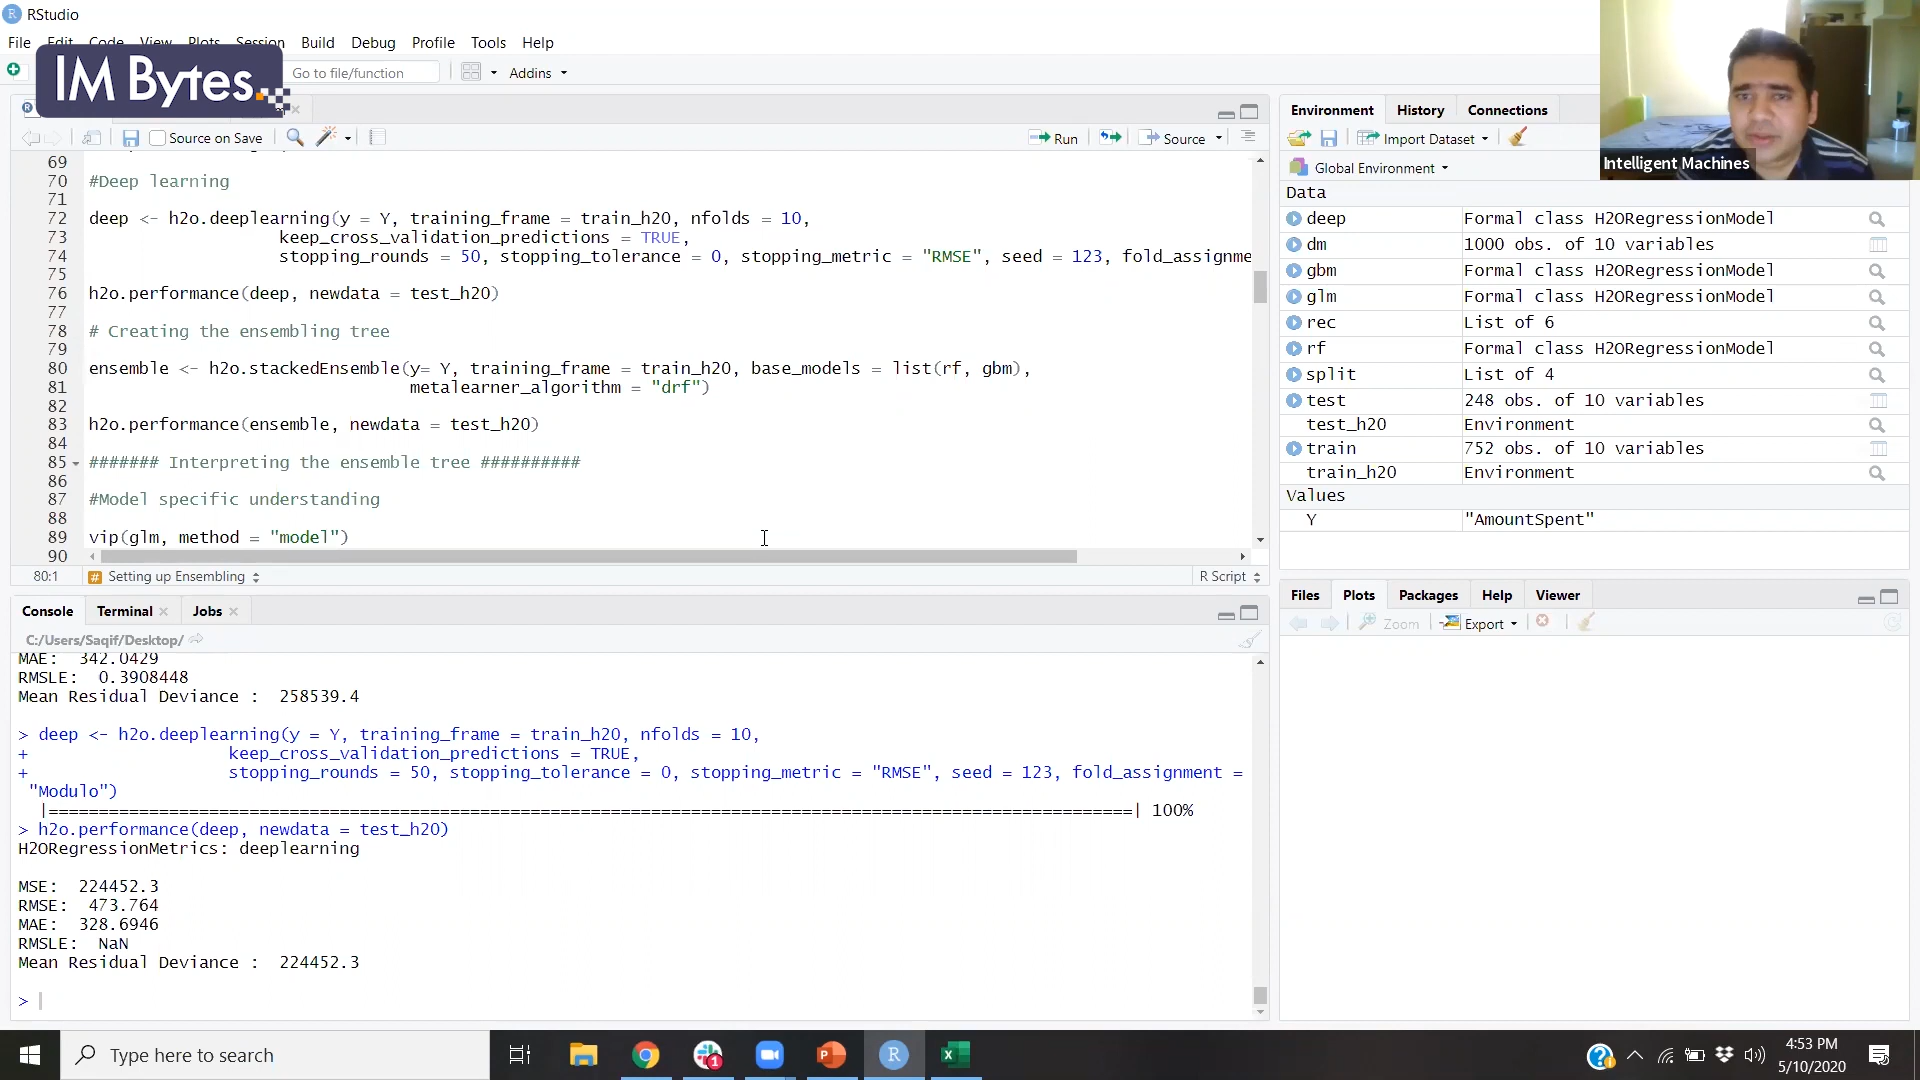 RStudio
File Edit Code View Plots Session Build Debug Profile Tools Help
IM Bytes.
Go to file/function
Addins
Source on Save
Run
Source
69
70 #Deep learning
71
72 deep <- h2o.deeplearning(y = Y, training_frame = train_h2O, nfolds = 10,
73 keep_cross_validation_predictions = TRUE,
74 stopping_rounds = 50, stopping_tolerance = 0, stopping_metric = "RMSE", seed = 123, fold_assignme
75
76 h2o.performance(deep, newdata = test_h2O)
77
78 # Creating the ensembling tree
79
80 ensemble <- h2o.stackedEnsemble(y= Y, training_frame = train_h2O, base_models = list(rf, gbm),
81 metalearner_algorithm = "drf")
82
83 h2o.performance(ensemble, newdata = test_h2O)
84
85 ####### Interpreting the ensemble tree ##########
86
87 #Model specific understanding
88
89 vip(glm, method = "model")
90
80:1 # Setting up Ensembling R Script
Console Terminal Jobs
C:/Users/Saqif/Desktop/
MAE: 342.0429
RMSLE: 0.3908448
Mean Residual Deviance : 258539.4
> deep <- h2o.deeplearning(y = Y, training_frame = train_h2O, nfolds = 10,
+ keep_cross_validation_predictions = TRUE,
+ stopping_rounds = 50, stopping_tolerance = 0, stopping_metric = "RMSE", seed = 123, fold_assignment =
"Modulo")
100%
> h2o.performance(deep, newdata = test_h2O)
H2ORegressionMetrics: deeplearning
MSE: 224452.3
RMSE: 473.764
MAE: 328.6946
RMSLE: NaN
Mean Residual Deviance : 224452.3
>
Environment History Connections
Import Dataset
Global Environment
Data
deep Formal class H2ORegressionModel
dm 1000 obs. of 10 variables
gbm Formal class H2ORegressionModel
glm Formal class H2ORegressionModel
rec List of 6
rf Formal class H2ORegressionModel
split List of 4
test 248 obs. of 10 variables
test_h2O Environment
train 752 obs. of 10 variables
train_h2O Environment
Values
Y "AmountSpent"
Files Plots Packages Help Viewer
Zoom Export
Intelligent Machines
Type here to search
4:53 PM
5/10/2020